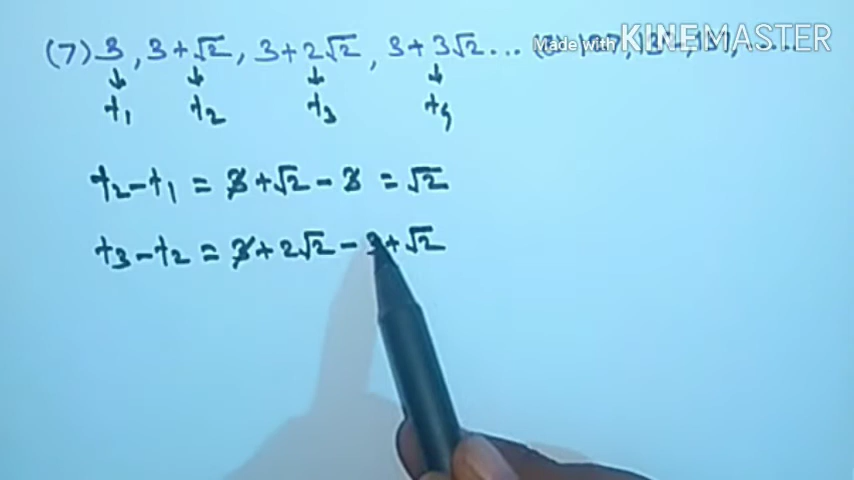 (7) 3, 3+√2, 3+2√2, 3+3√2 ...
Made with KINEMASTER
t1 t2 t3 t4
t2-t1 = 3+√2-3 = √2
t3-t2 = 3+2√2-3+√2